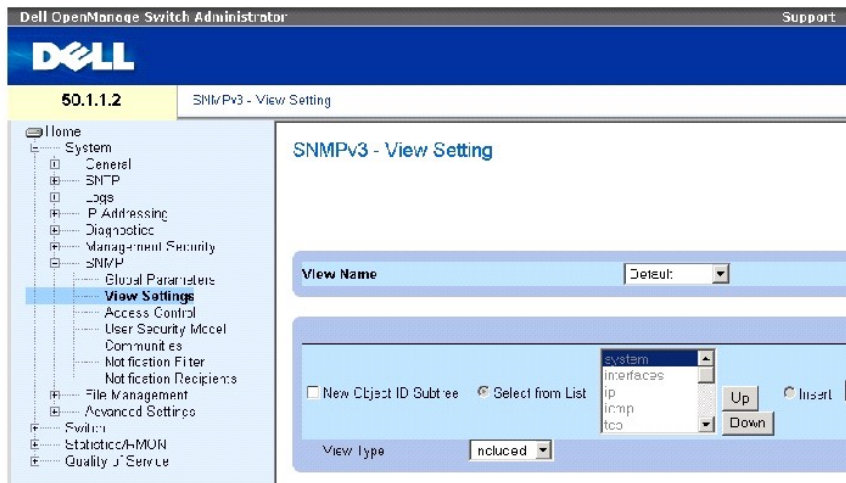 Dell OpenManage Switch Administrator
Support
DELL
50.1.1.2
SNMPv3 - View Setting
Home
System
General
SNTP
Logs
IP Addressing
Diagnostics
Management Security
SNMP
Global Parameters
View Settings
Access Control
User Security Model
Communities
Notification Filter
Notification Recipients
File Management
Advanced Settings
Switch
Statistics/RMON
Quality of Service
SNMPv3 - View Setting
View Name
Default
New Object ID Subtree
Select from List
system
interfaces
ip
icmp
tcp
Up
Down
Insert
View Type
Included